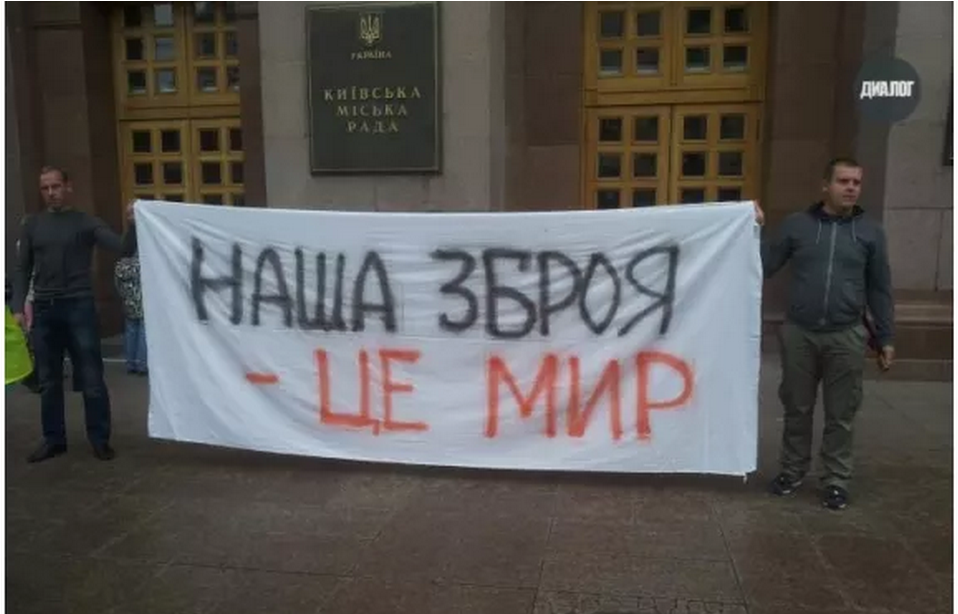 УКРАЇНА
КИЇВСЬКА
МІСЬКА
РАДА
ДИАЛОГ
НАША ЗБРОЯ
- ЦЕ МИР